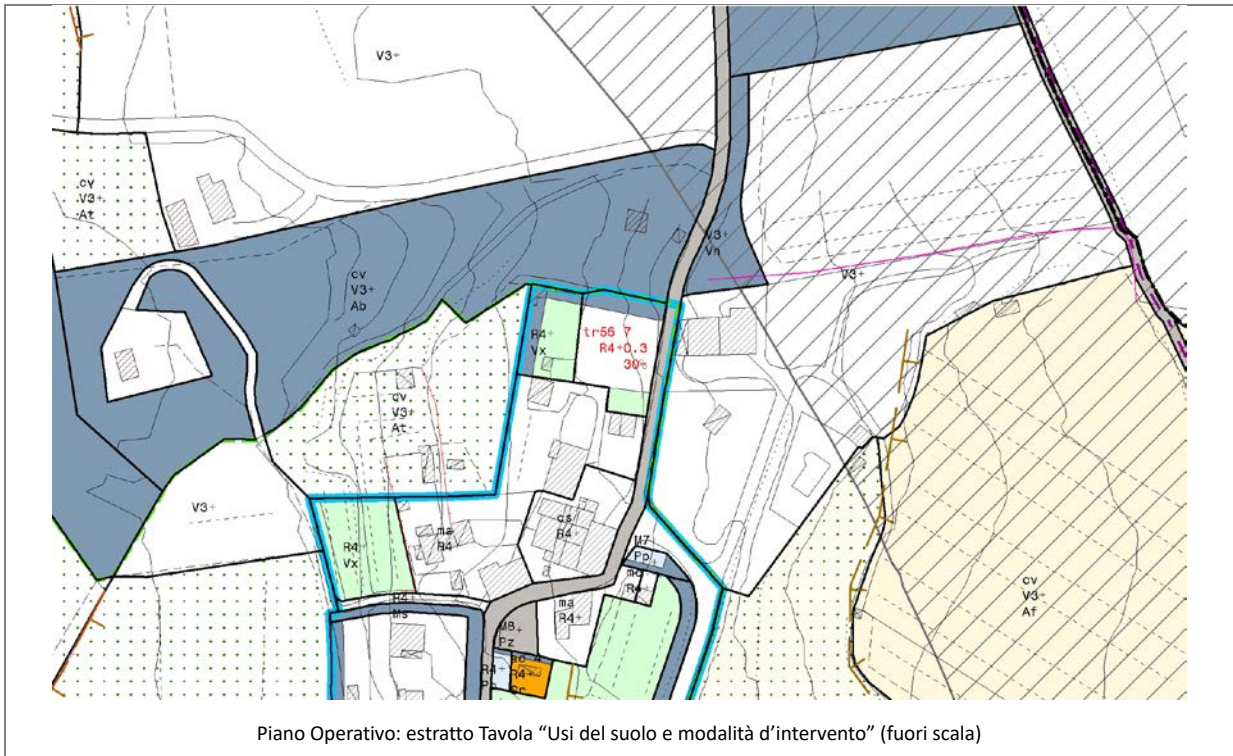 V3+
cv
V3+
At
V3+
Vn
cv
V3+
Ab
V3+
R4+
Vx
tr56 7
R4+0.3
30%
cv
V3+
At
V3+
R4+
Vx
ma
R4
cs
R4+
M7
Pp
mc
R4+
R4+
Ms
ma
R4+
M8+
Pz
R4+
R4+
cv
V3+
Af
Piano Operativo: estratto Tavola “Usi del suolo e modalità d’intervento” (fuori scala)